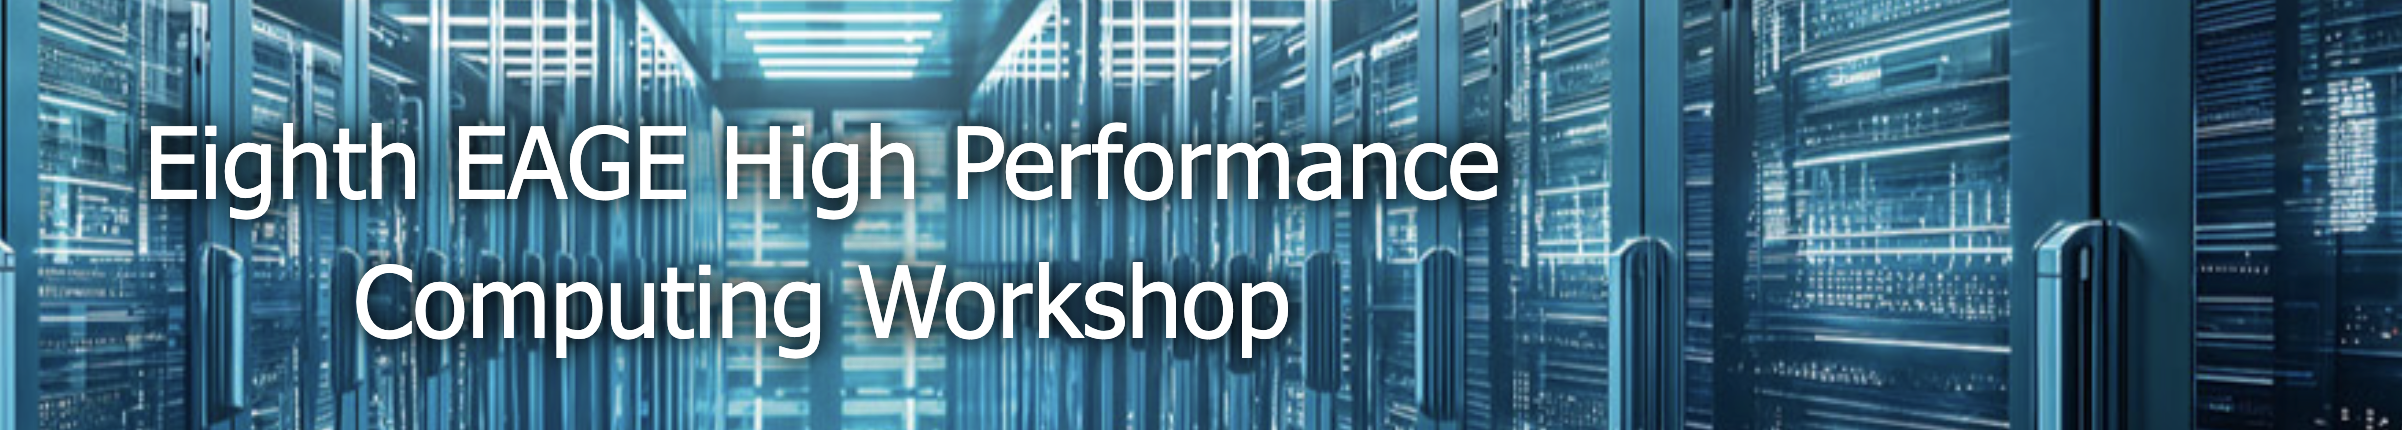 Eighth EAGE High Performance
Computing Workshop